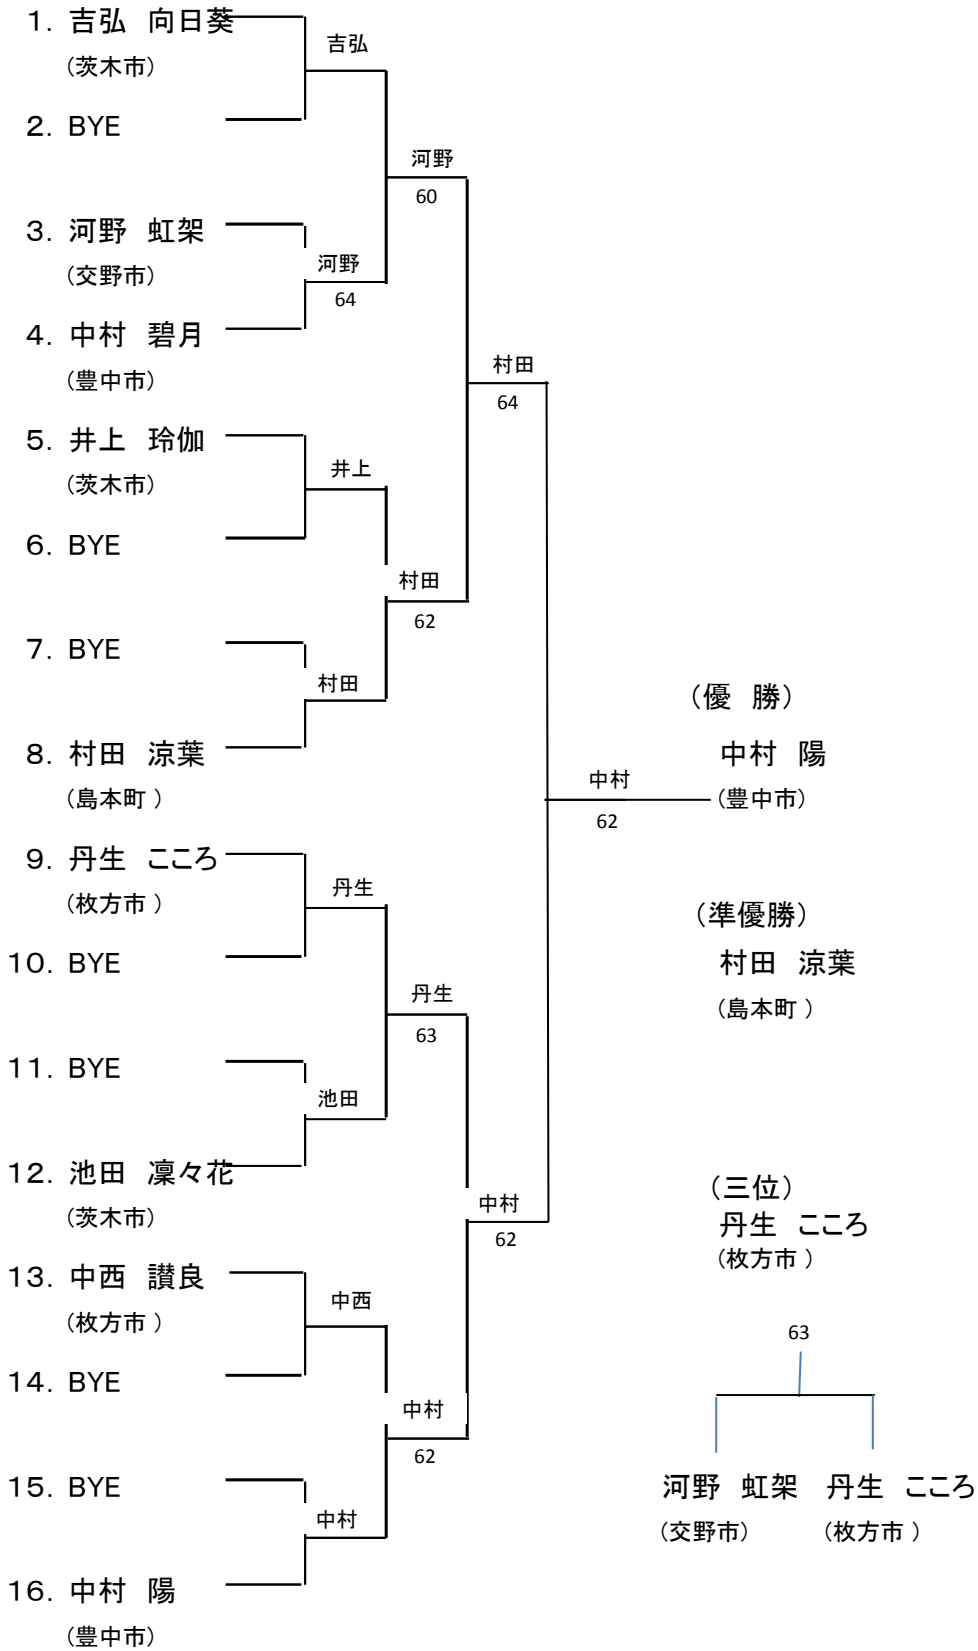 1. 吉弘 向日葵
(茨木市)
2. BYE
3. 河野 虹架
(交野市)
4. 中村 碧月
(豊中市)
5. 井上 玲伽
(茨木市)
6. BYE
7. BYE
8. 村田 涼葉
(島本町 )
9. 丹生 こころ
(枚方市 )
10. BYE
11. BYE
12. 池田 凜々花
(茨木市)
13. 中西 讃良
(枚方市 )
14. BYE
15. BYE
16. 中村 陽
(豊中市)
吉弘
河野
64
井上
村田
丹生
池田
中西
中村
河野
60
村田
62
丹生
63
中村
62
村田
64
中村
62
中村
62
(優 勝)
中村 陽
(豊中市)
(準優勝)
村田 涼葉
(島本町 )
(三位)
丹生 こころ
(枚方市 )
63
河野 虹架 丹生 こころ
(交野市) (枚方市 )